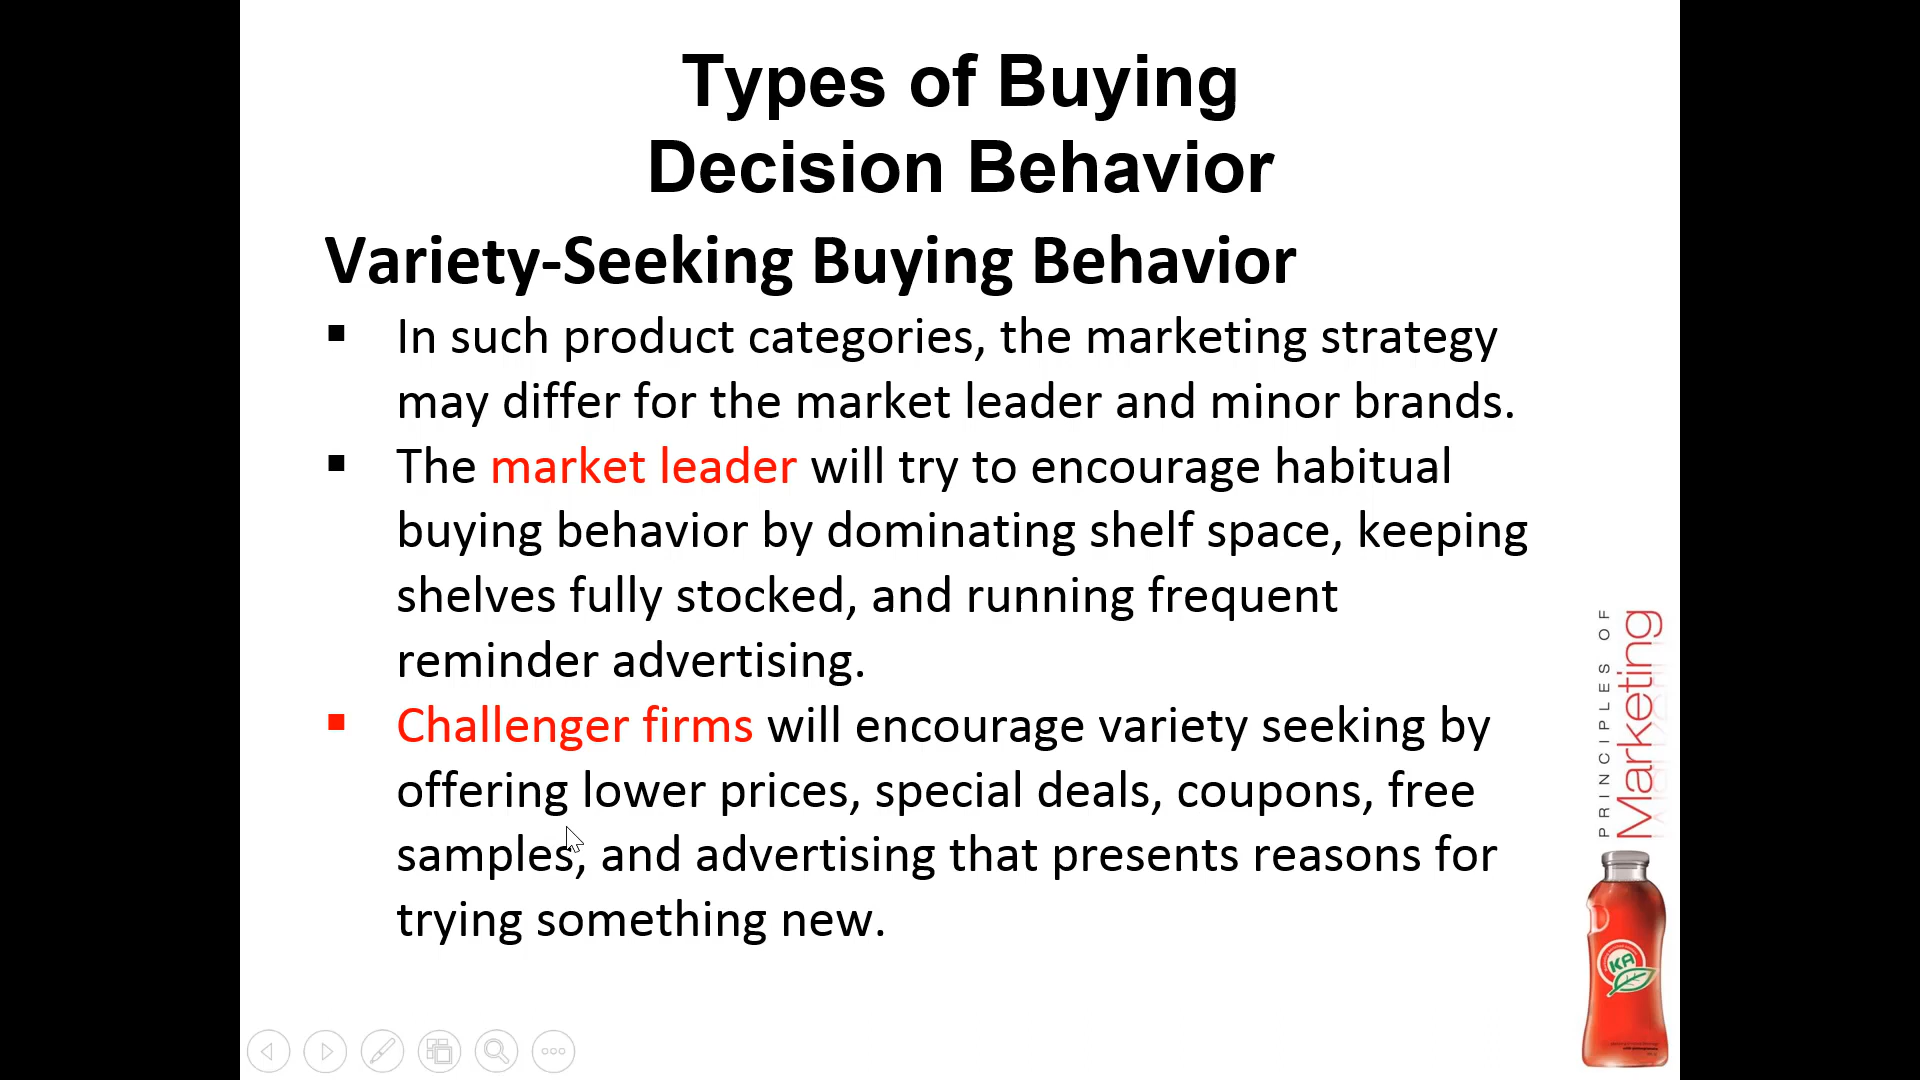 Types of Buying
Decision Behavior
Variety-Seeking Buying Behavior
▪ In such product categories, the marketing strategy
may differ for the market leader and minor brands.
▪ The market leader will try to encourage habitual
buying behavior by dominating shelf space, keeping
shelves fully stocked, and running frequent
reminder advertising.
▪ Challenger firms will encourage variety seeking by
offering lower prices, special deals, coupons, free
samples, and advertising that presents reasons for
trying something new.
PRINCIPLES OF
Marketing
KA